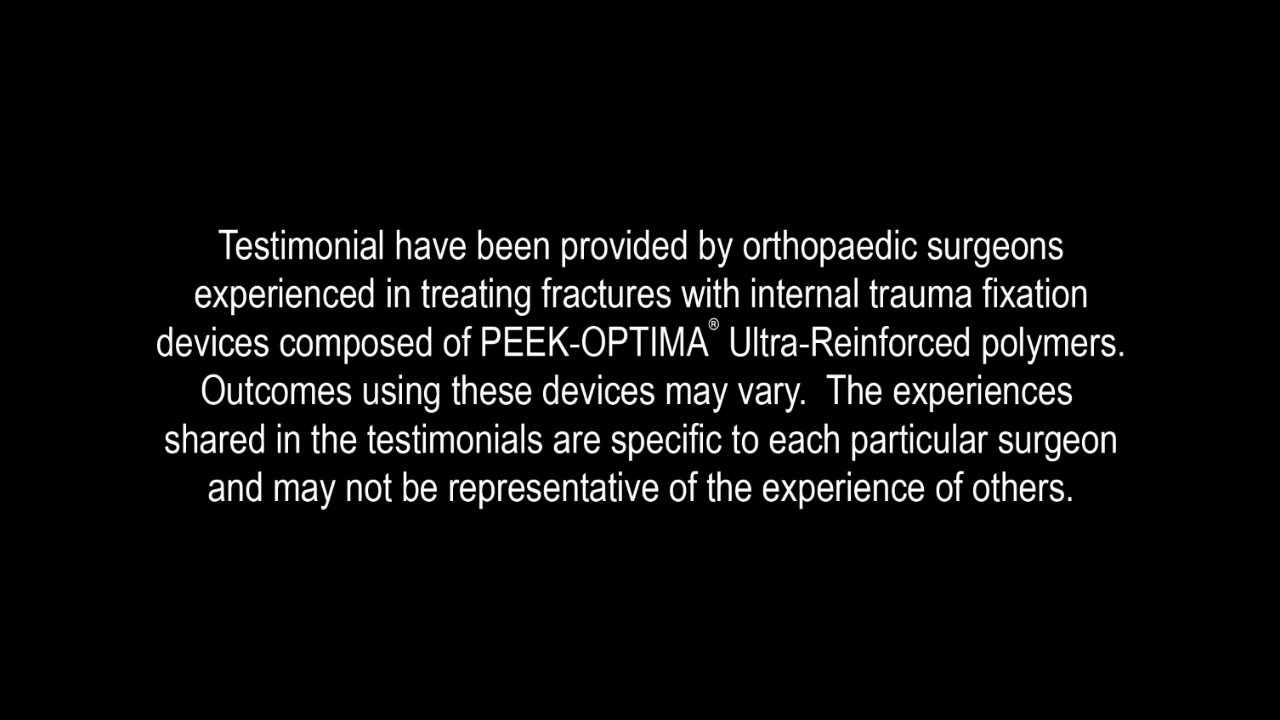 Testimonial have been provided by orthopaedic surgeons
experienced in treating fractures with internal trauma fixation
devices composed of PEEK-OPTIMA® Ultra-Reinforced polymers.
Outcomes using these devices may vary.  The experiences
shared in the testimonials are specific to each particular surgeon
and may not be representative of the experience of others.